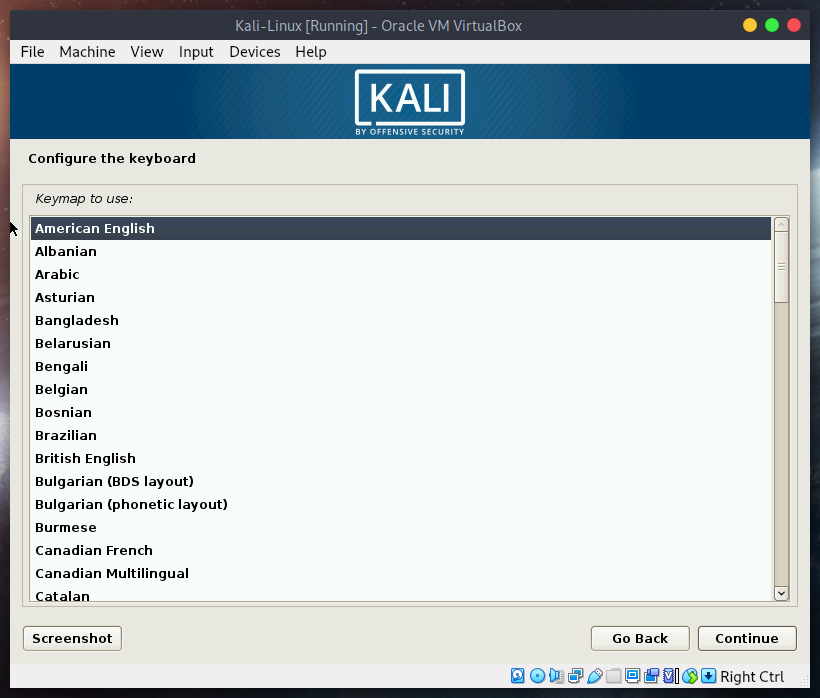 Kali-Linux [Running] - Oracle VM VirtualBox
File Machine View Input Devices Help
KALI
BY OFFENSIVE SECURITY
Configure the keyboard
Keymap to use:
American English
Albanian
Arabic
Asturian
Bangladesh
Belarusian
Bengali
Belgian
Bosnian
Brazilian
British English
Bulgarian (BDS layout)
Bulgarian (phonetic layout)
Burmese
Canadian French
Canadian Multilingual
Catalan
Screenshot Go Back Continue
Right Ctrl